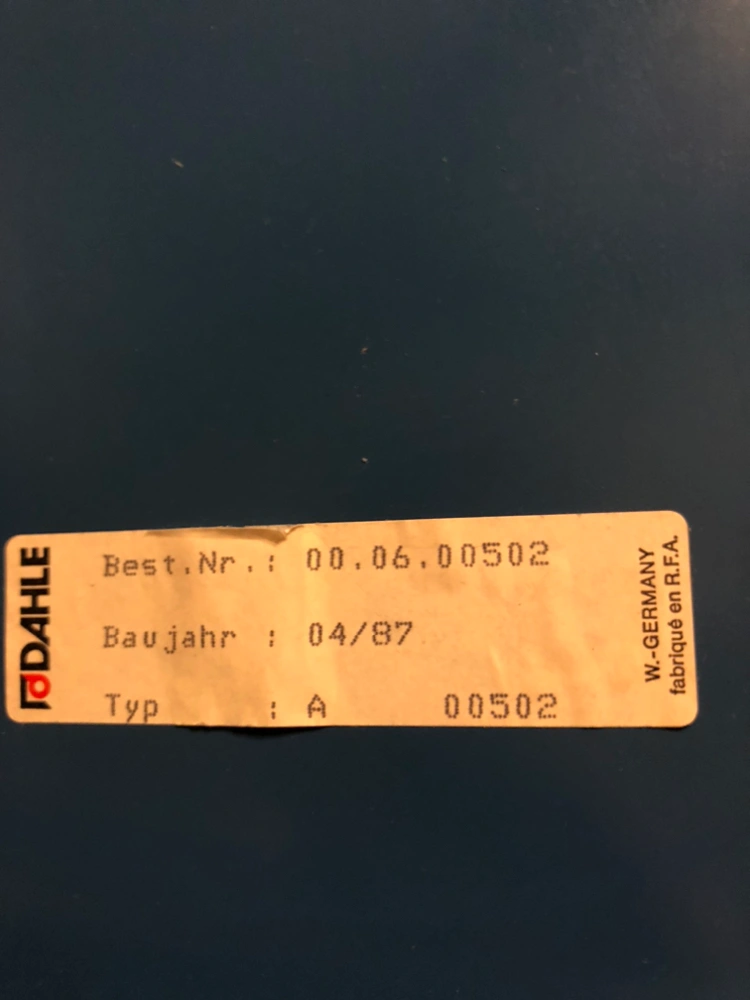 DAHLE
Best.Nr.: 00.06.00502
Baujahr : 04/87
Typ : A 00502
W.-GERMANY
fabriqué en R.F.A.